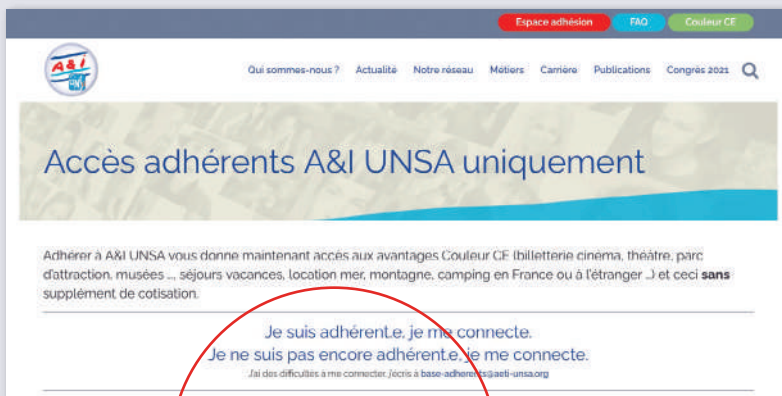 Espace adhésion FAQ Couleur CE
A&I
UNSA
Qui sommes-nous ? Actualité Notre réseau Métiers Carrière Publications Congrès 2021
Accès adhérents A&I UNSA uniquement
Adhérer à A&I UNSA vous donne maintenant accès aux avantages Couleur CE (billetterie cinéma, théâtre, parc
d'attraction, musées ..., séjours vacances, location mer, montagne, camping en France ou à l'étranger ...) et ceci sans
supplément de cotisation.
Je suis adhérent.e, je me connecte.
Je ne suis pas encore adhérent.e, je me connecte.
J'ai des difficultés à me connecter, j'écris à base-adherents@aeti-unsa.org